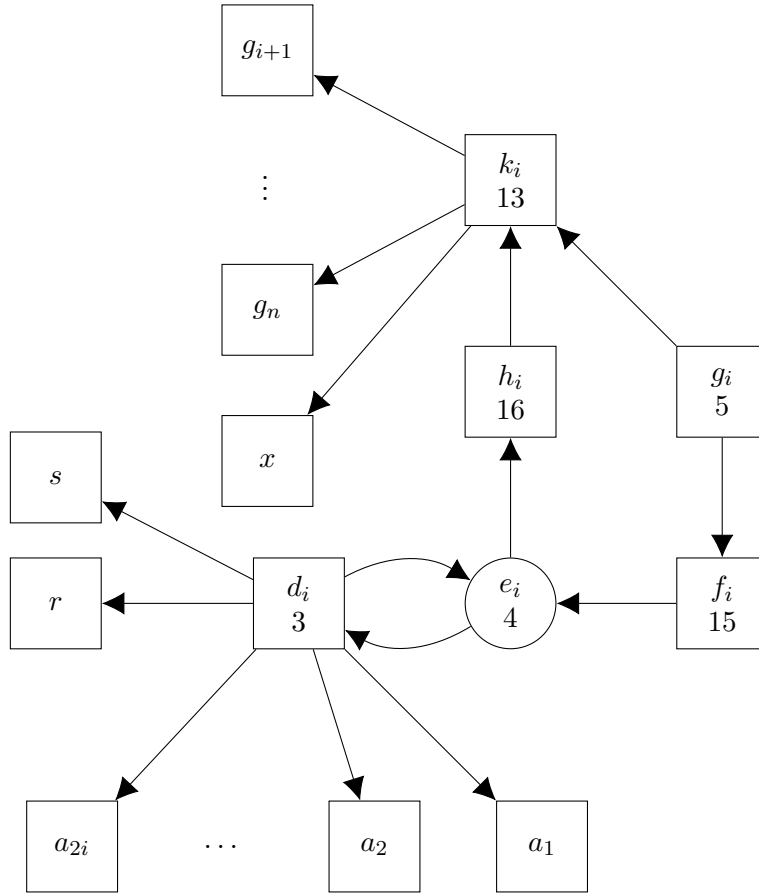 g_{i+1}
k_i
13
⋮
g_n
h_i
16
g_i
5
x
s
r
d_i
3
e_i
4
f_i
15
a_{2i}
⋯
a_2
a_1